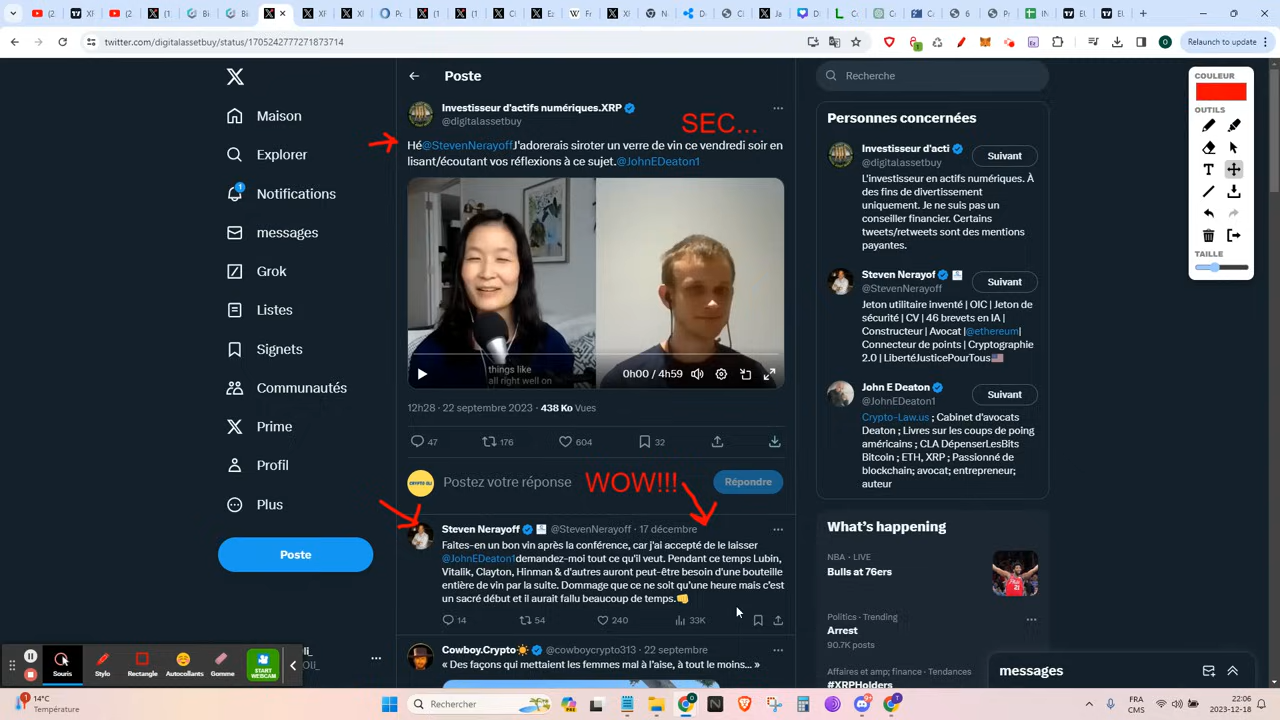 twitter.com/digitalassetbuy/status/1705242777271873714
Relaunch to update
Poste
Recherche
COULEUR
OUTILS
TAILLE
Maison
Explorer
Notifications
messages
Grok
Listes
Signets
Communautés
Prime
Profil
Plus
Poste
Investisseur d'actifs numériques.XRP
@digitalassetbuy
SEC...
Hé@StevenNerayoffJ'adorerais siroter un verre de vin ce vendredi soir en
lisant/écoutant vos réflexions à ce sujet.@JohnEDeaton1
things like
all right well on
0h00 / 4h59
12h28 · 22 septembre 2023 · 438 Ko Vues
47 176 604 32
CRYPTO OLI
Postez votre réponse
WOW!!!
Répondre
Steven Nerayoff @StevenNerayoff · 17 décembre
Faites-en un bon vin après la conférence, car j'ai accepté de le laisser
@JohnEDeaton1demandez-moi tout ce qu'il veut. Pendant ce temps Lubin,
Vitalik, Clayton, Hinman & d'autres auront peut-être besoin d'une bouteille
entière de vin par la suite. Dommage que ce ne soit qu'une heure mais c'est
un sacré début et il aurait fallu beaucoup de temps.
14 54 240 33K
Cowboy.Crypto @cowboycrypto313 · 22 septembre
« Des façons qui mettaient les femmes mal à l'aise, à tout le moins... »
Personnes concernées
Investisseur d'acti
@digitalasset
Suivant
L'investisseur en actifs numériques. À
des fins de divertissement
uniquement. Je ne suis pas un
conseiller financier. Certains
tweets/retweets sont des mentions
payantes.
Steven Nerayof
@StevenNerayoff
Suivant
Jeton utilitaire inventé | OIC | Jeton de
sécurité | CV | 46 brevets en IA |
Constructeur | Avocat |@ethereum|
Connecteur de points | Cryptographie
2.0 | LibertéJusticePourTous
John E Deaton
@JohnEDeaton1
Suivant
Crypto-Law.us ; Cabinet d'avocats
Deaton ; Livres sur les coups de poing
américains ; CLA DépenserLesBits
Bitcoin ; ETH, XRP ; Passionné de
blockchain; avocat; entrepreneur;
auteur
What's happening
NBA · LIVE
Bulls at 76ers
Politics · Trending
Arrest
90.7K posts
Affaires et amp; finance · Tendances
#XRPHolders
messages
Souris
Stylo
Rectangle
Autocollants
Gomme
START
WEBCAM
14°C
Température
Rechercher
FRA
CMS
22:06
2023-12-18